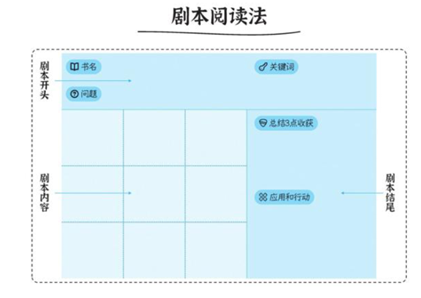 剧本阅读法
剧本开头
书名
关键词
问题
剧本内容
总结3点收获
应用和行动
剧本结尾